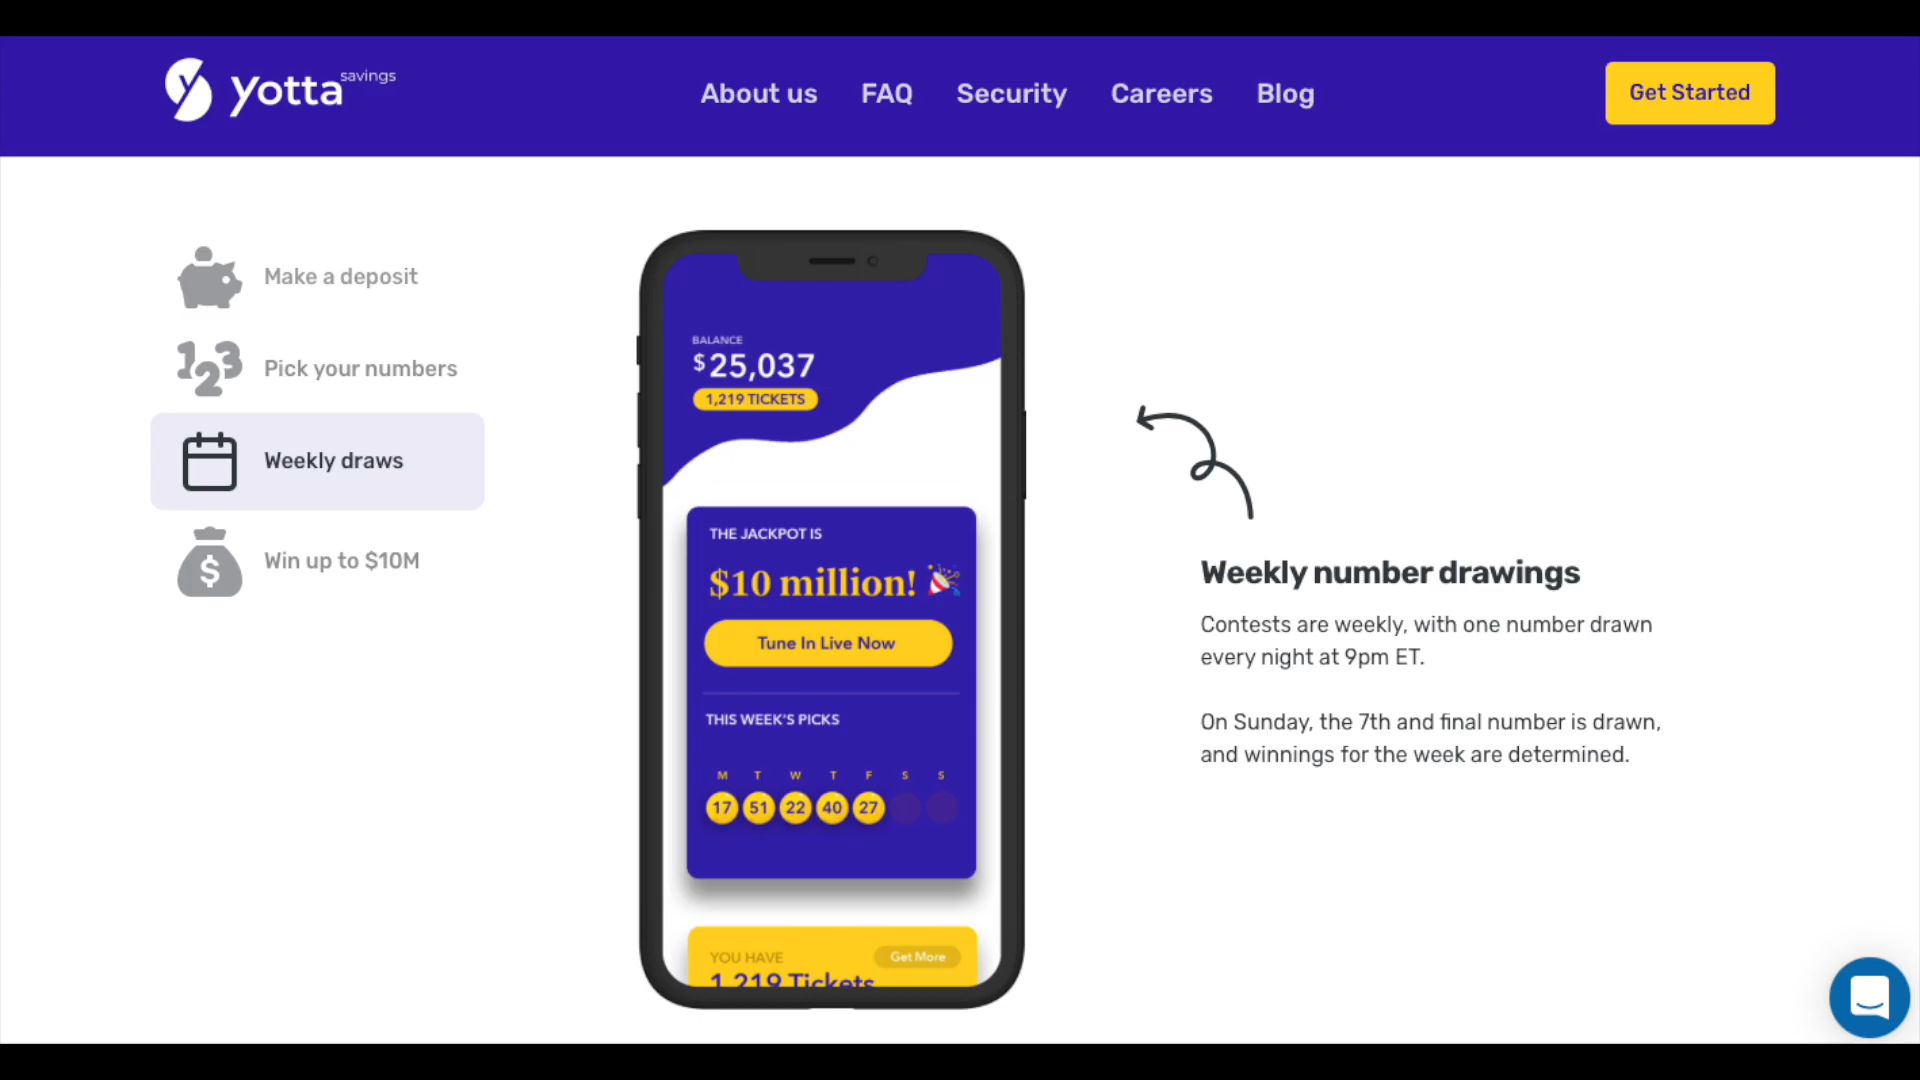 yotta savings
About us FAQ Security Careers Blog
Get Started
Make a deposit
123 Pick your numbers
Weekly draws
$ Win up to $10M
BALANCE
$25,037
1,219 TICKETS
THE JACKPOT IS
$10 million!
Tune In Live Now
THIS WEEK'S PICKS
M T W T F S S
17 51 22 40 27
YOU HAVE
Get More
1,219 Tickets
Weekly number drawings
Contests are weekly, with one number drawn
every night at 9pm ET.
On Sunday, the 7th and final number is drawn,
and winnings for the week are determined.